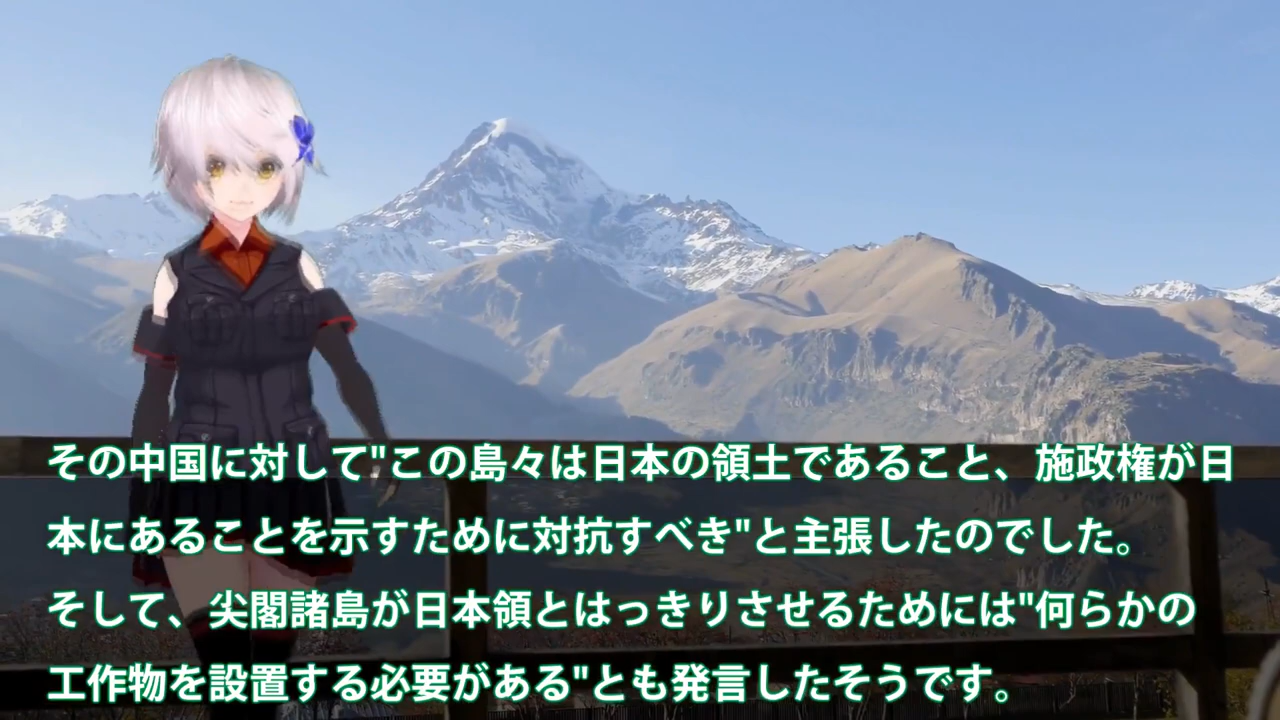 その中国に対して"この島々は日本の領土であること、施政権が日
本にあることを示すために対抗すべき"と主張したのでした。
そして、尖閣諸島が日本領とはっきりさせるためには"何らかの
工作物を設置する必要がある"とも発言したそうです。